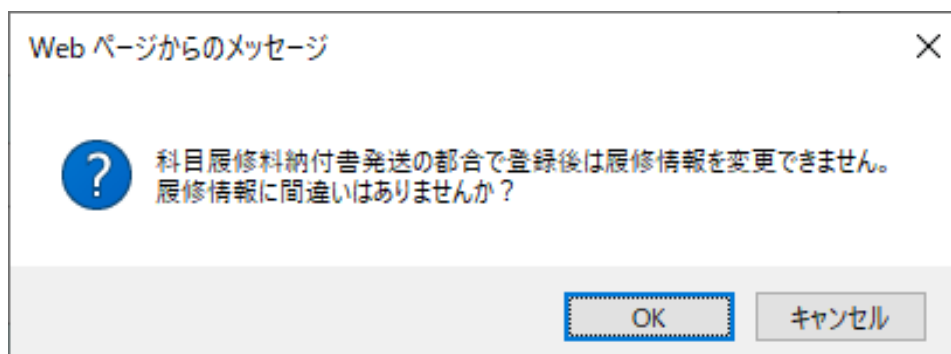 Web ページからのメッセージ
科目履修料納付書発送の都合で登録後は履修情報を変更できません。
履修情報に間違いはありませんか？
OK
キャンセル